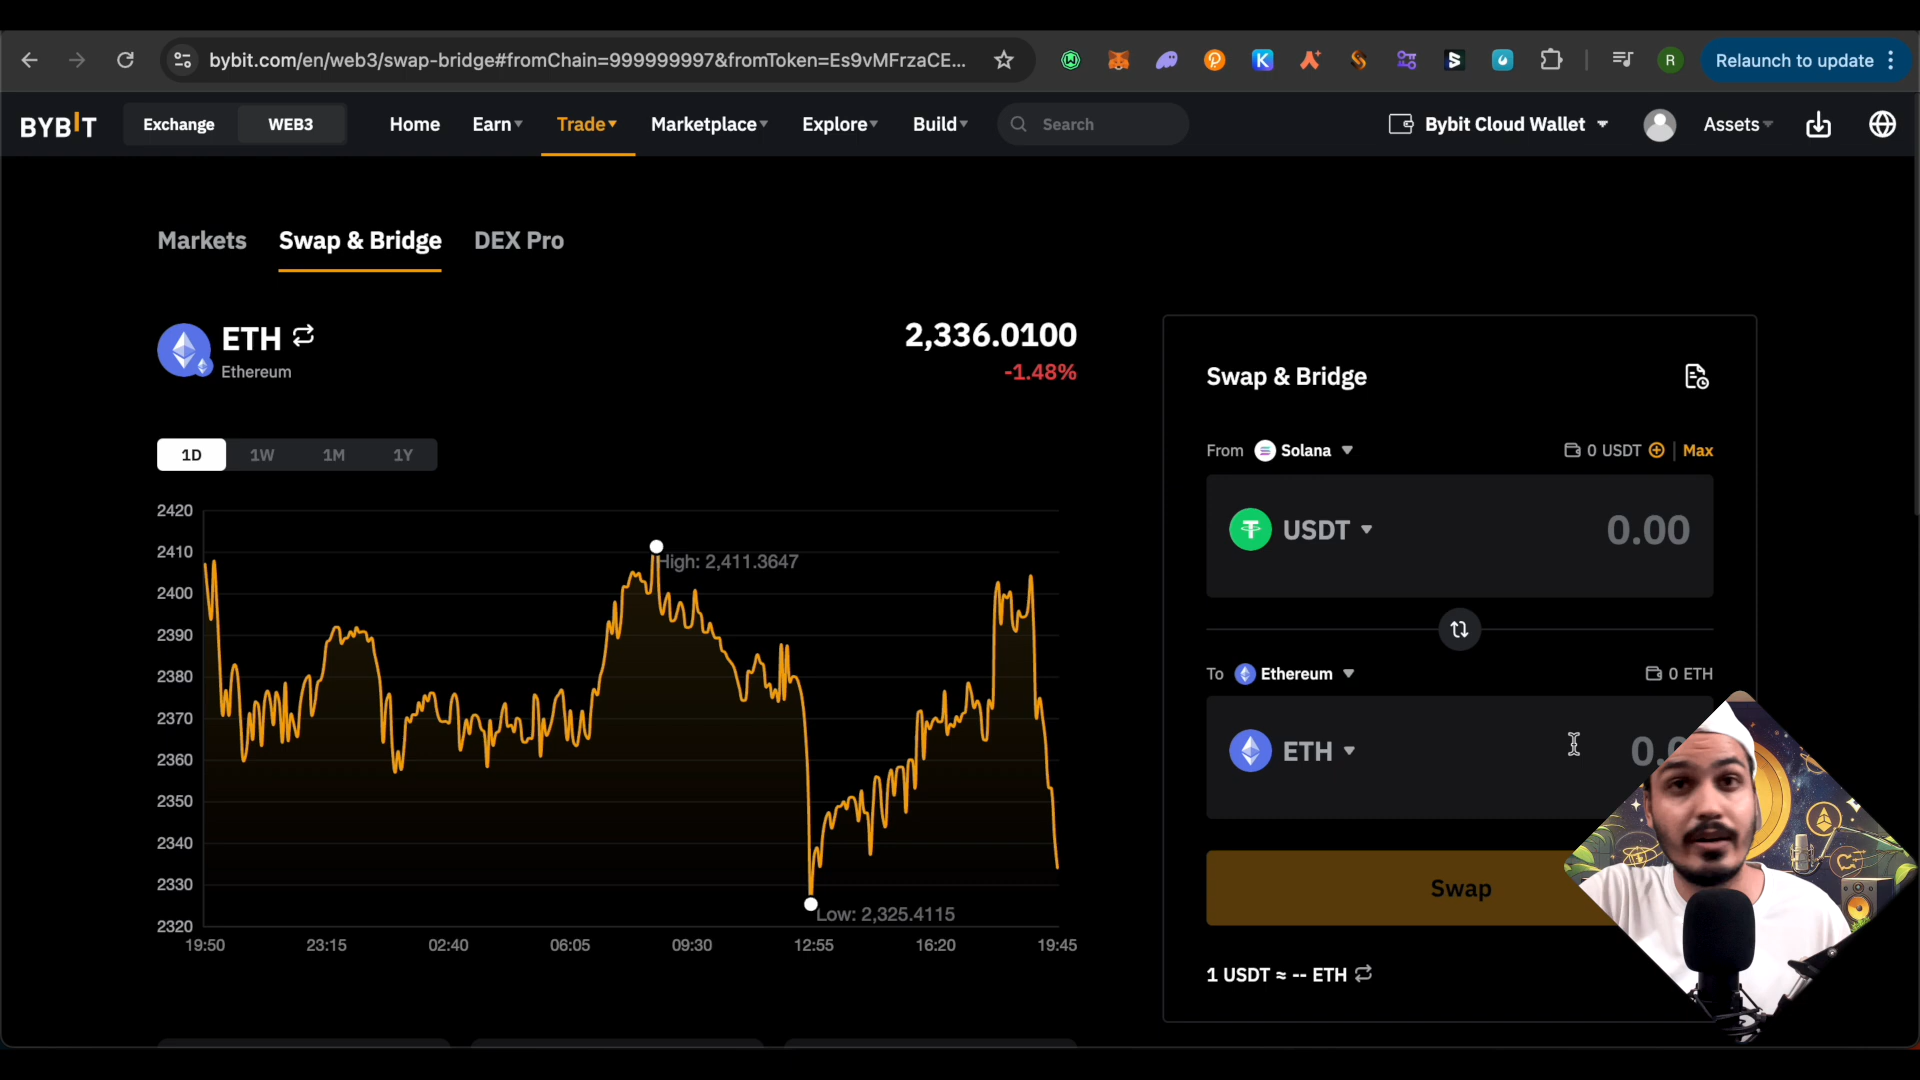 bybit.com/en/web3/swap-bridge#fromChain=999999997&fromToken=Es9vMFrzaCE...
R
Relaunch to update
BYBIT
Exchange
WEB3
Home
Earn
Trade
Marketplace
Explore
Build
Search
Bybit Cloud Wallet
Assets
Markets
Swap & Bridge
DEX Pro
ETH
Ethereum
2,336.0100
-1.48%
1D
1W
1M
1Y
2420
2410
2400
2390
2380
2370
2360
2350
2340
2330
2320
High: 2,411.3647
Low: 2,325.4115
19:50
23:15
02:40
06:05
09:30
12:55
16:20
19:45
Swap & Bridge
From
Solana
0 USDT
Max
USDT
0.00
To
Ethereum
0 ETH
ETH
Swap
1 USDT ≈ -- ETH